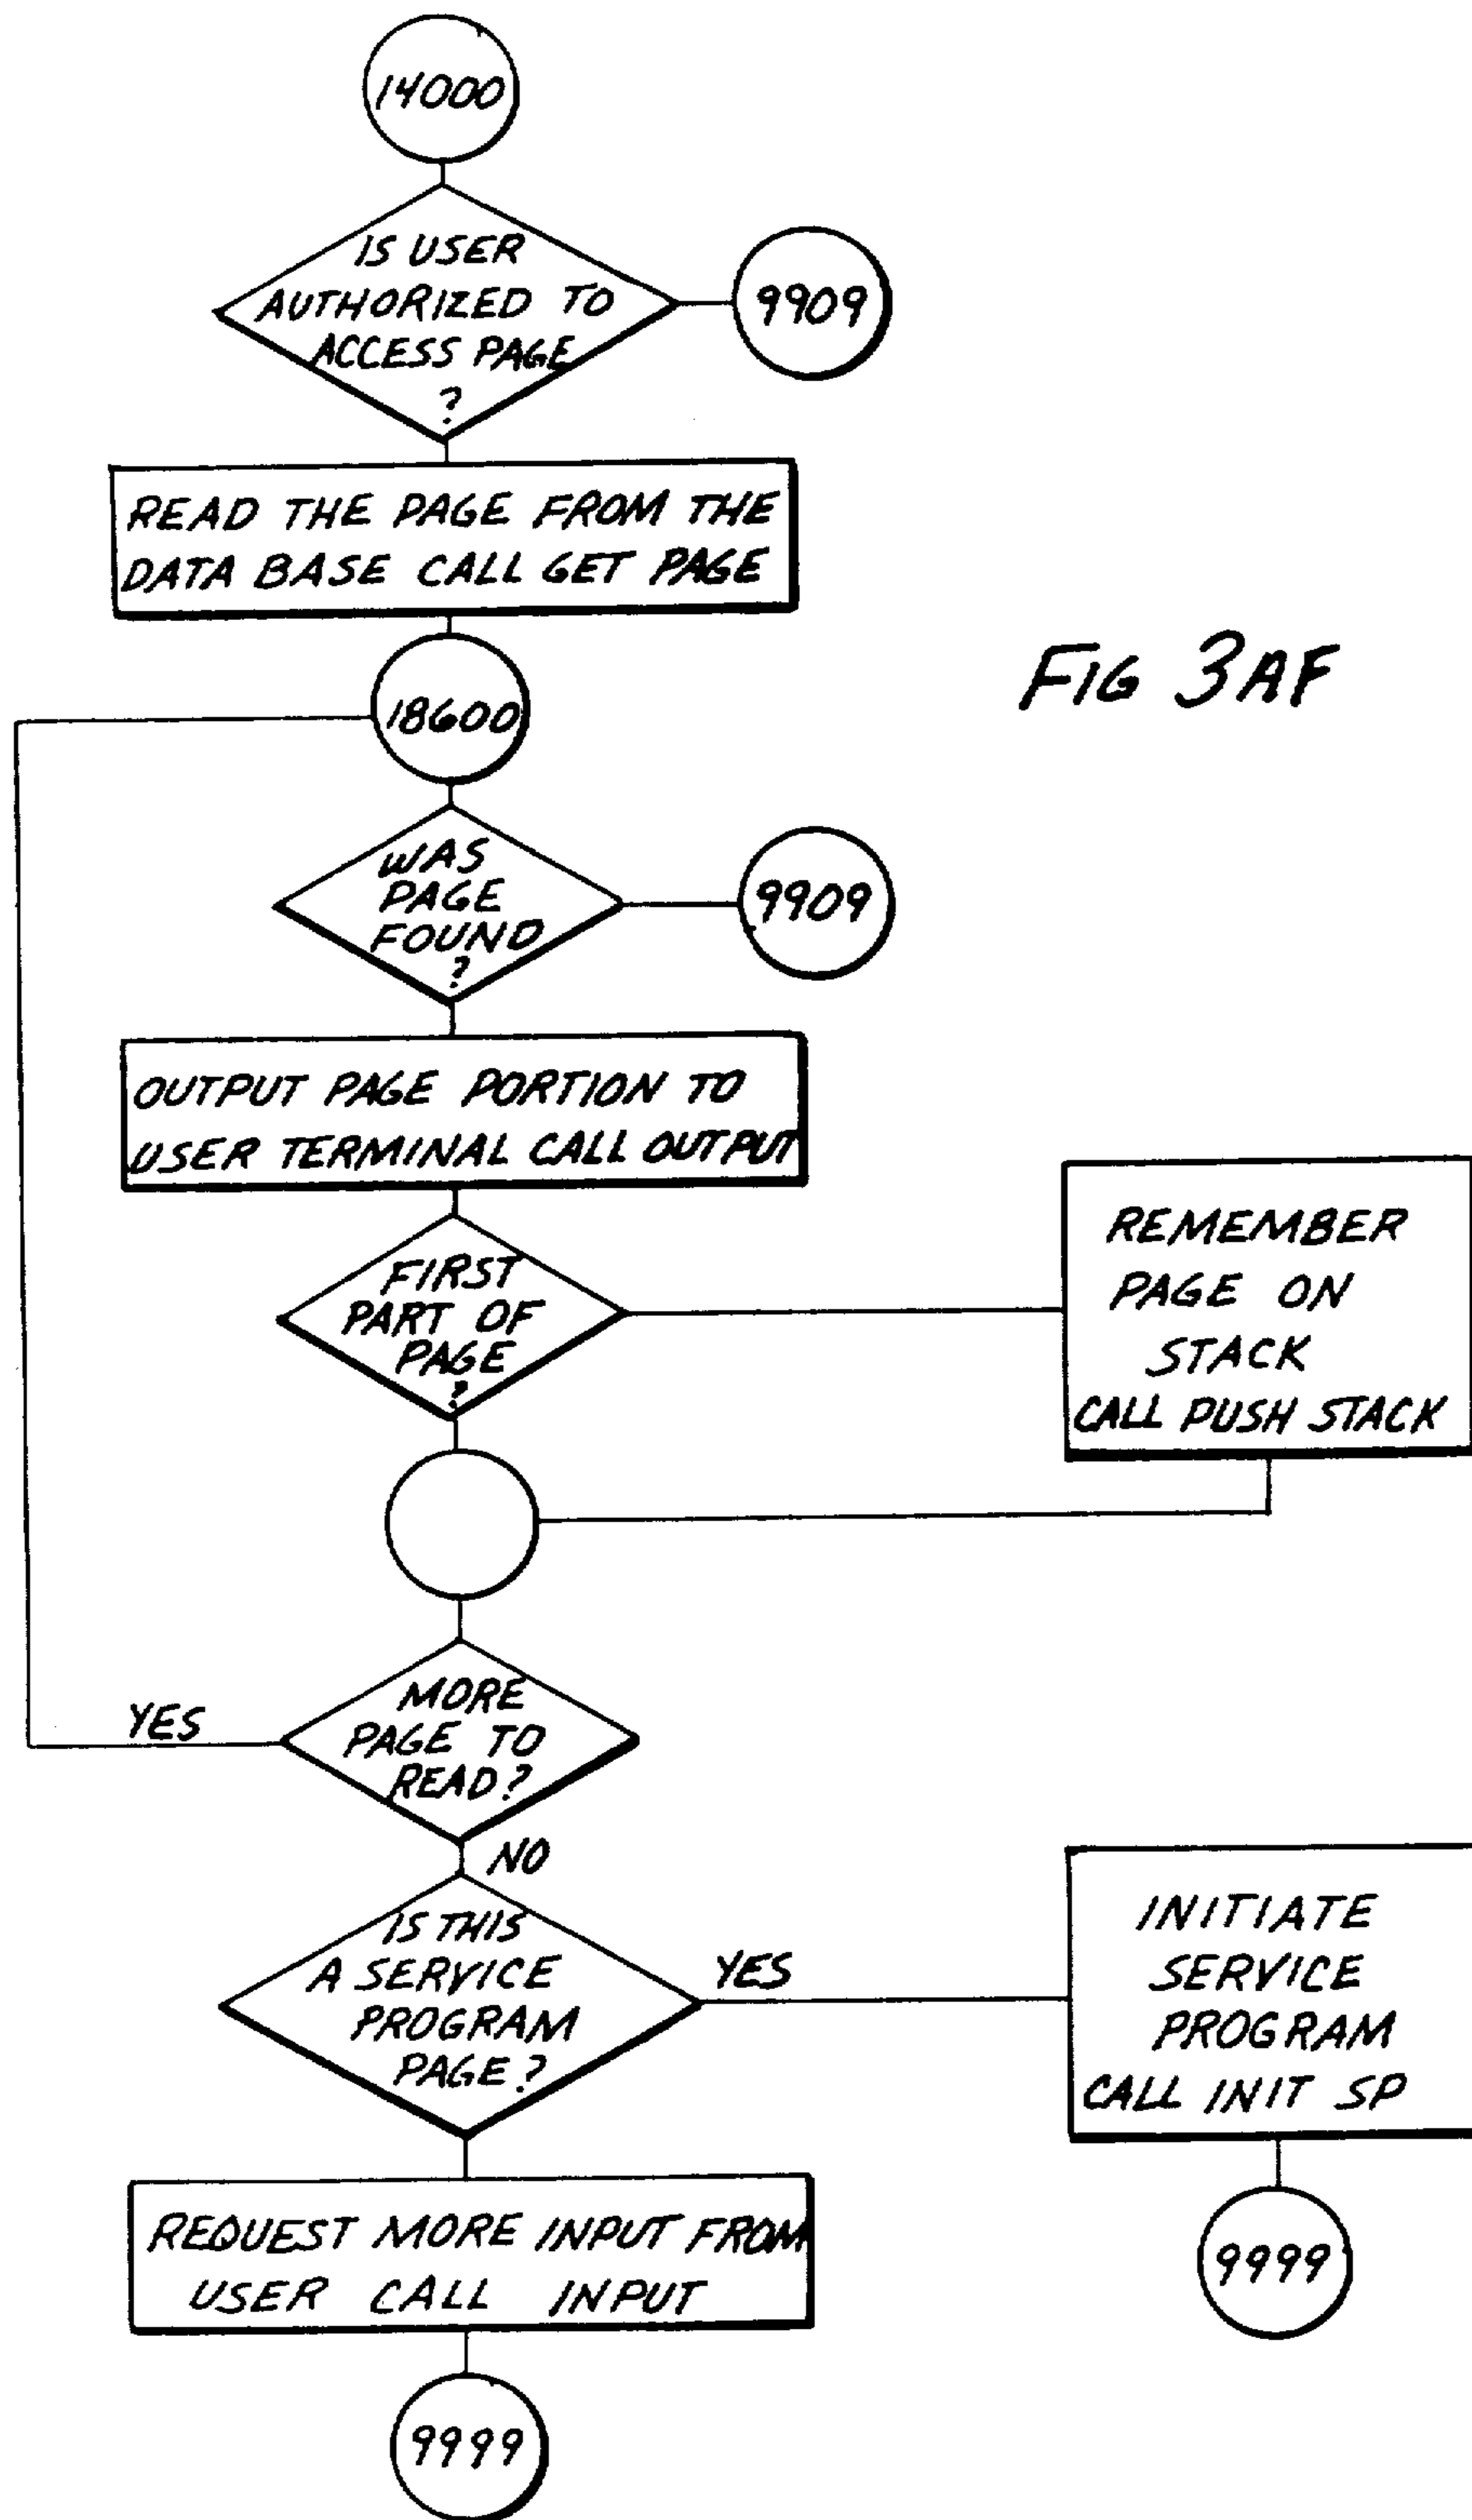 14000
IS USER
AUTHORIZED TO
ACCESS PAGE
?
9909
READ THE PAGE FROM THE
DATA BASE CALL GET PAGE
FIG 3AF
18600
WAS
PAGE
FOUND
?
9909
OUTPUT PAGE PORTION TO
USER TERMINAL CALL OUTPUT
FIRST
PART OF
PAGE
?
REMEMBER
PAGE ON
STACK
CALL PUSH STACK
MORE
PAGE TO
READ?
YES
NO
IS THIS
A SERVICE
PROGRAM
PAGE?
YES
INITIATE
SERVICE
PROGRAM
CALL INIT SP
REQUEST MORE INPUT FROM
USER CALL INPUT
9999
9999